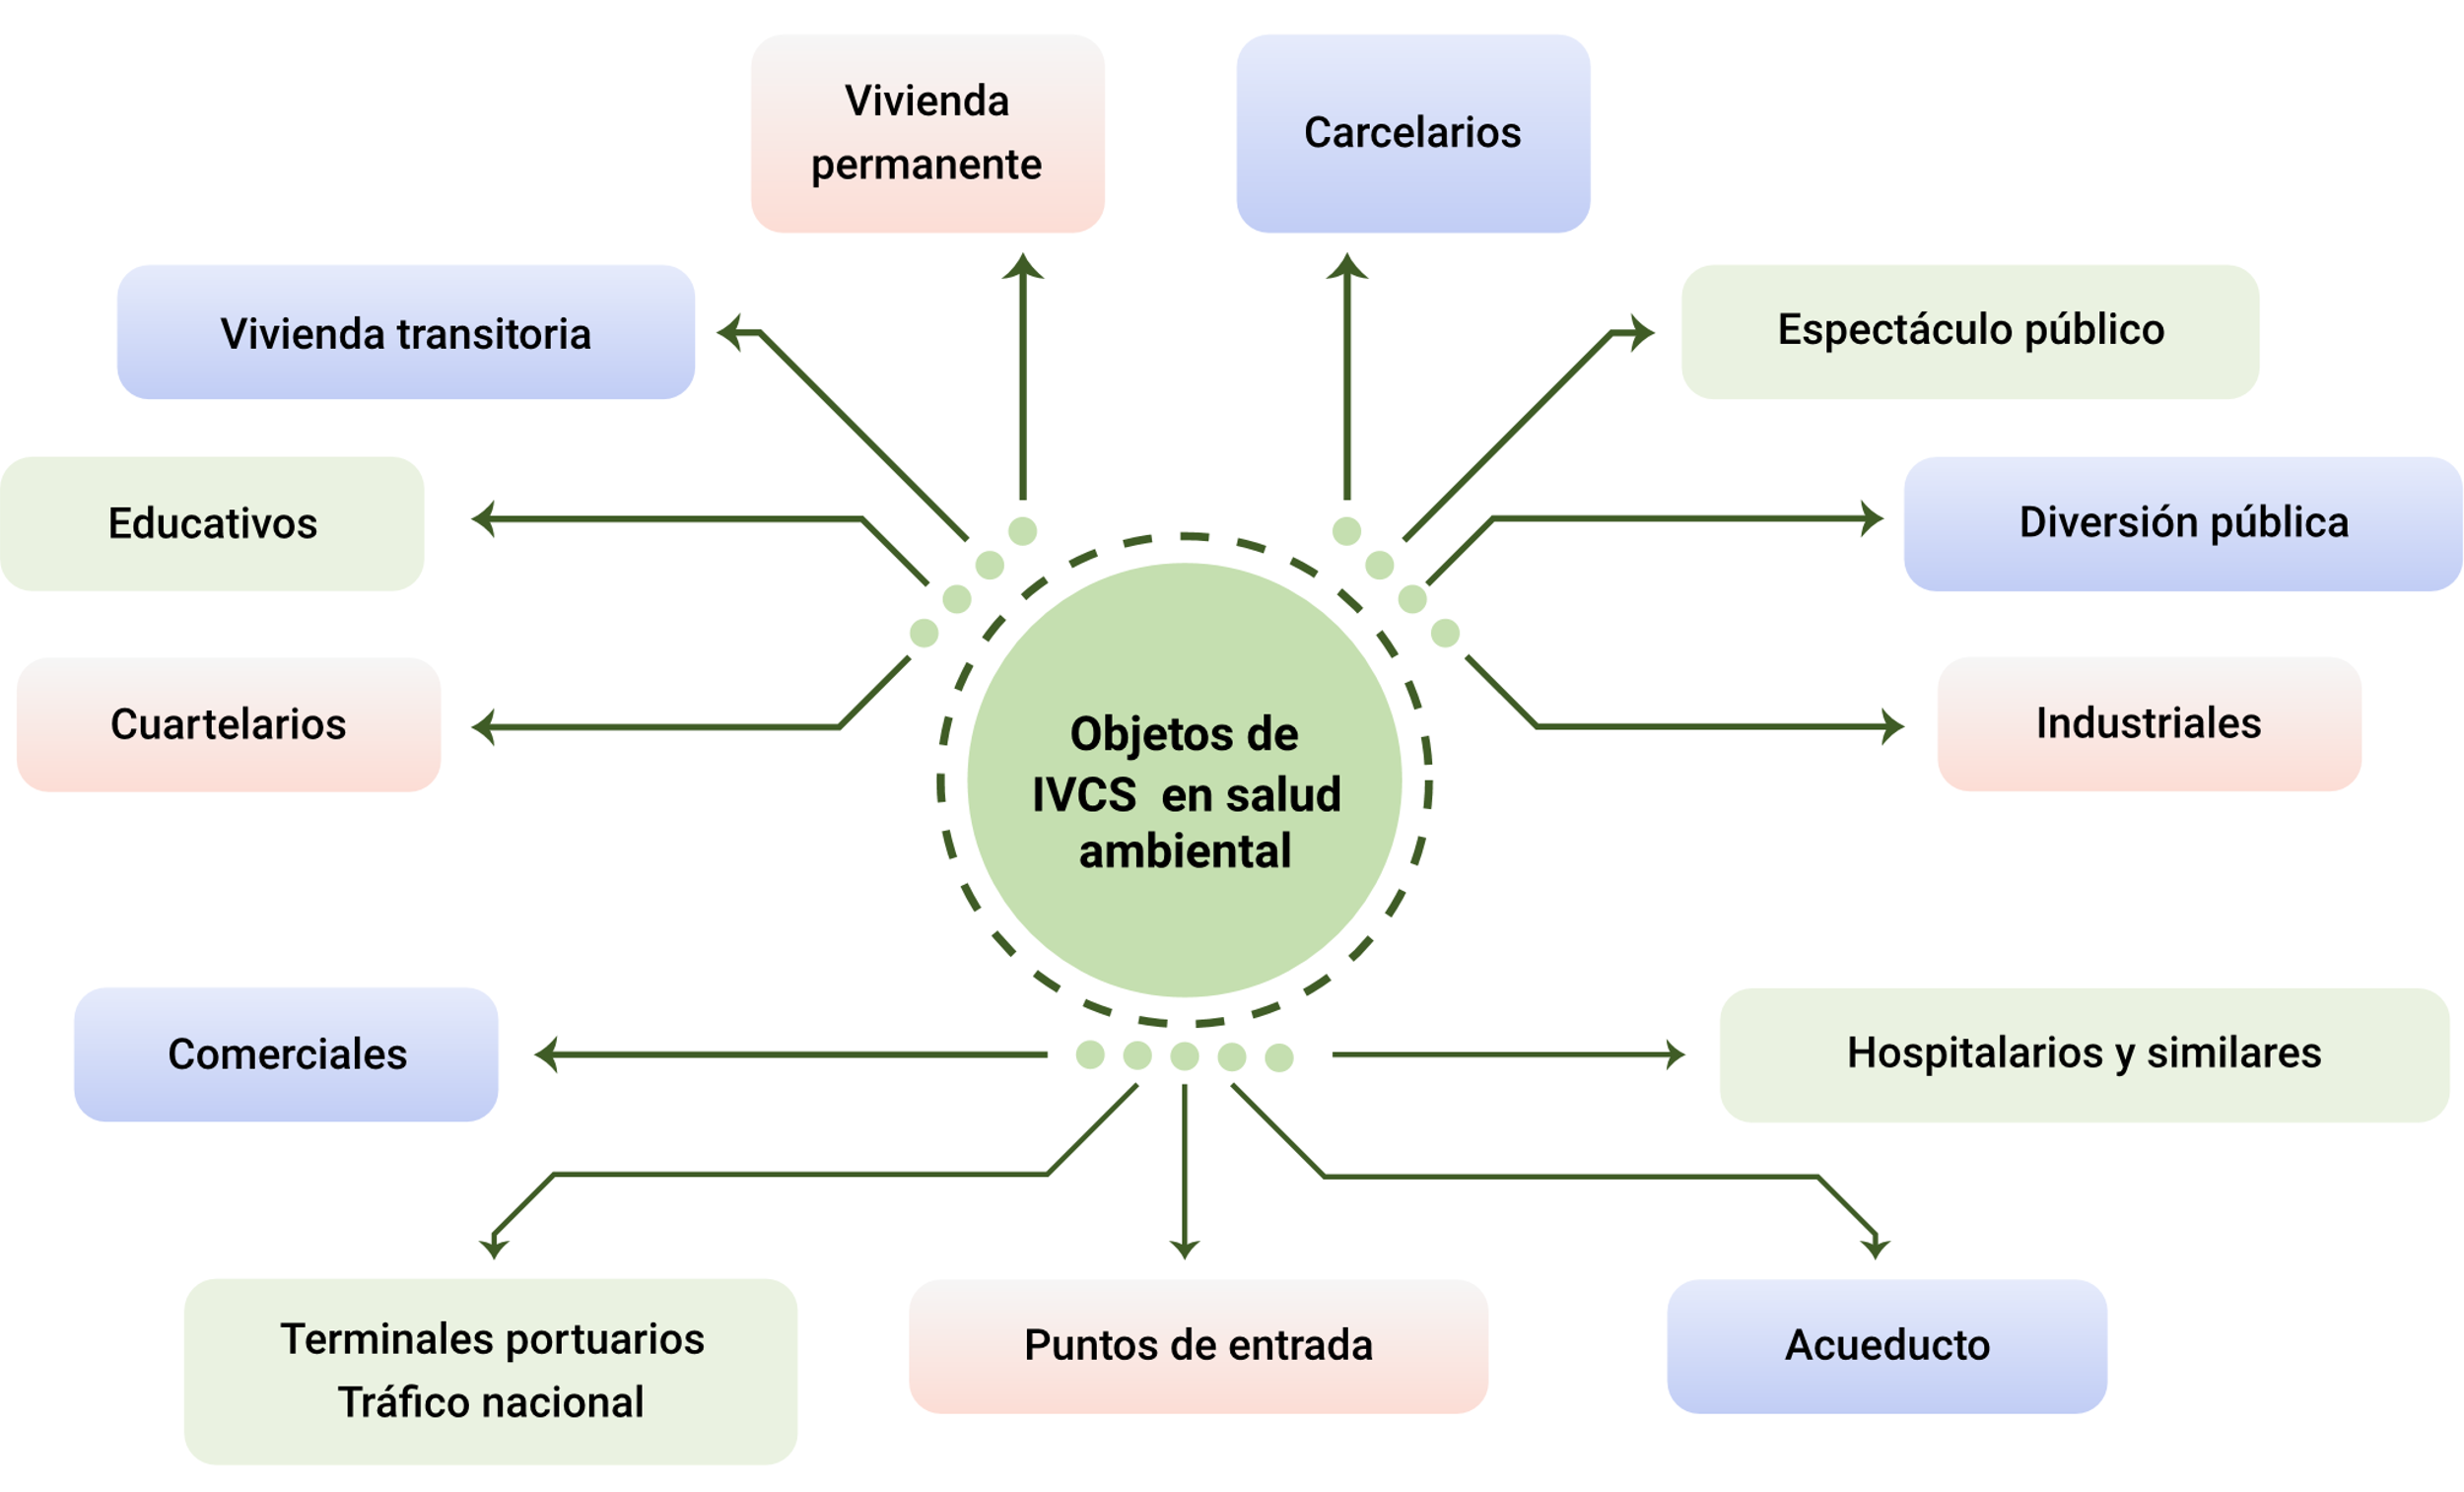 Vivienda
permanente
Carcelarios
Vivienda transitoria
Espectáculo público
Educativos
Diversión pública
Cuartelarios
Industriales
Objetos de
IVCS en salud
ambiental
Comerciales
Hospitalarios y similares
Terminales portuarios
Tráfico nacional
Puntos de entrada
Acueducto